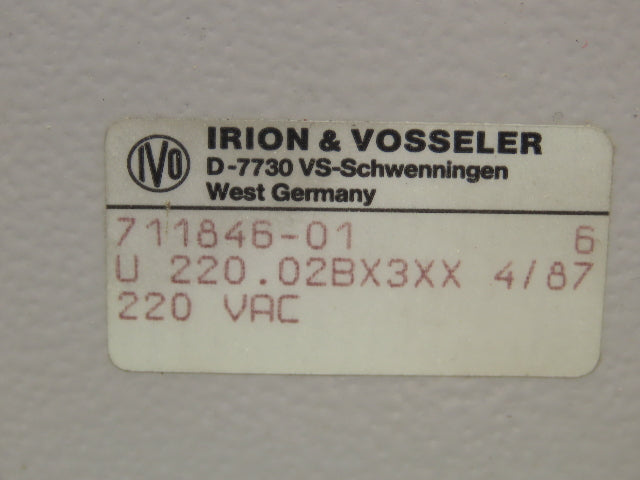 IVO
IRION & VOSSELER
D-7730 VS-Schwenningen
West Germany
711846-01 6
U 220.02BX3XX 4/87
220 VAC